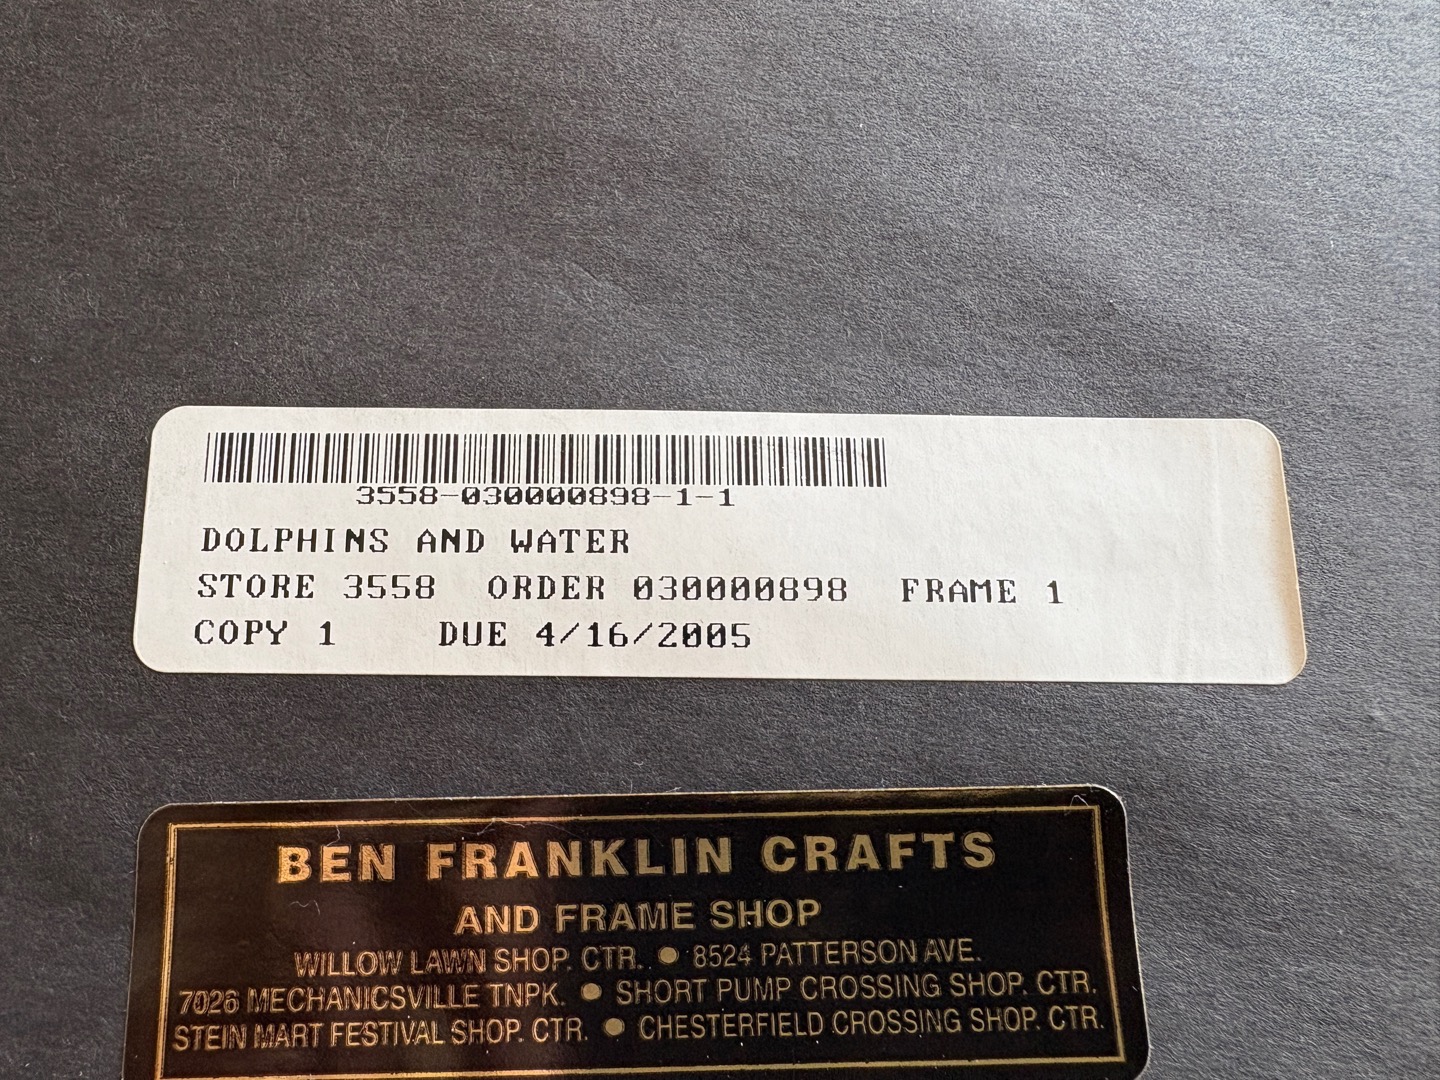 3558-030000898-1-1
DOLPHINS AND WATER
STORE 3558 ORDER 030000898 FRAME 1
COPY 1 DUE 4/16/2005
BEN FRANKLIN CRAFTS
AND FRAME SHOP
WILLOW LAWN SHOP. CTR. ● 8524 PATTERSON AVE.
7026 MECHANICSVILLE TNPK. ● SHORT PUMP CROSSING SHOP. CTR.
STEIN MART FESTIVAL SHOP. CTR. ● CHESTERFIELD CROSSING SHOP. CTR.